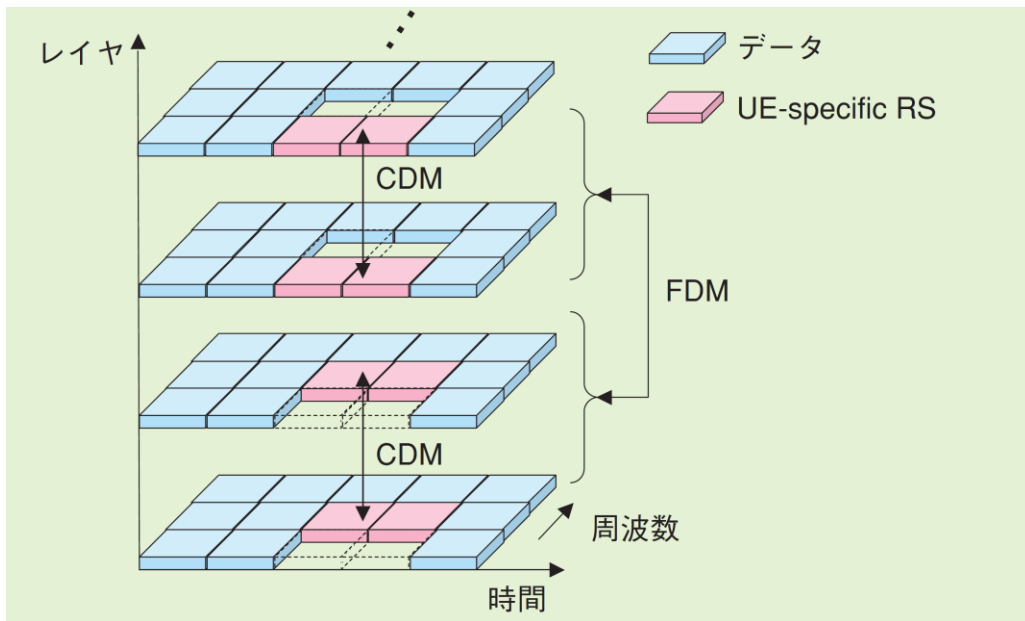 レイヤ
データ
UE-specific RS
CDM
FDM
CDM
周波数
時間